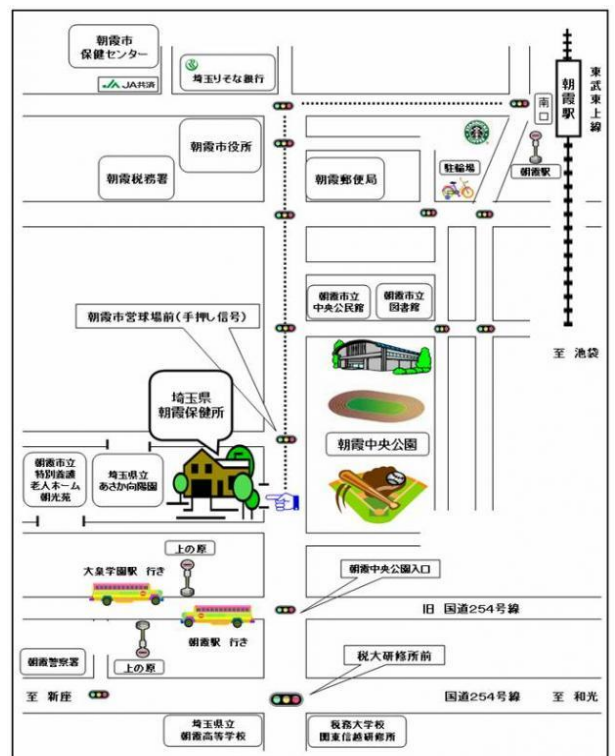 朝霞市
保健センター
JA共済
埼玉りそな銀行
南口
朝霞駅
東武東上線
朝霞市役所
朝霞税務署
朝霞郵便局
駐輪場
朝霞駅
朝霞市立
中央公民館
朝霞市立
図書館
朝霞市営球場前(手押し信号)
至 池袋
埼玉県
朝霞保健所
朝霞中央公園
朝霞市立
特別養護
老人ホーム
朝光苑
埼玉県立
あさか向陽園
上の原
大泉学園駅 行き
朝霞中央公園入口
旧 国道254号線
朝霞駅 行き
上の原
朝霞警察署
税大研修所前
至 新座
国道254号線
至 和光
埼玉県立
朝霞高等学校
税務大学校
関東信越研修所